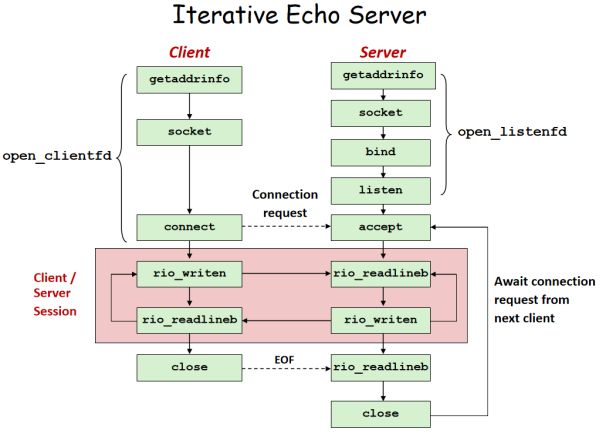 Iterative Echo Server
Client
Server
getaddrinfo
getaddrinfo
socket
socket
open_clientfd
open_listenfd
bind
listen
Connection
request
connect
accept
Client /
Server
Session
rio_writen
rio_readlineb
rio_readlineb
rio_writen
Await connection
request from
next client
close
EOF
rio_readlineb
close